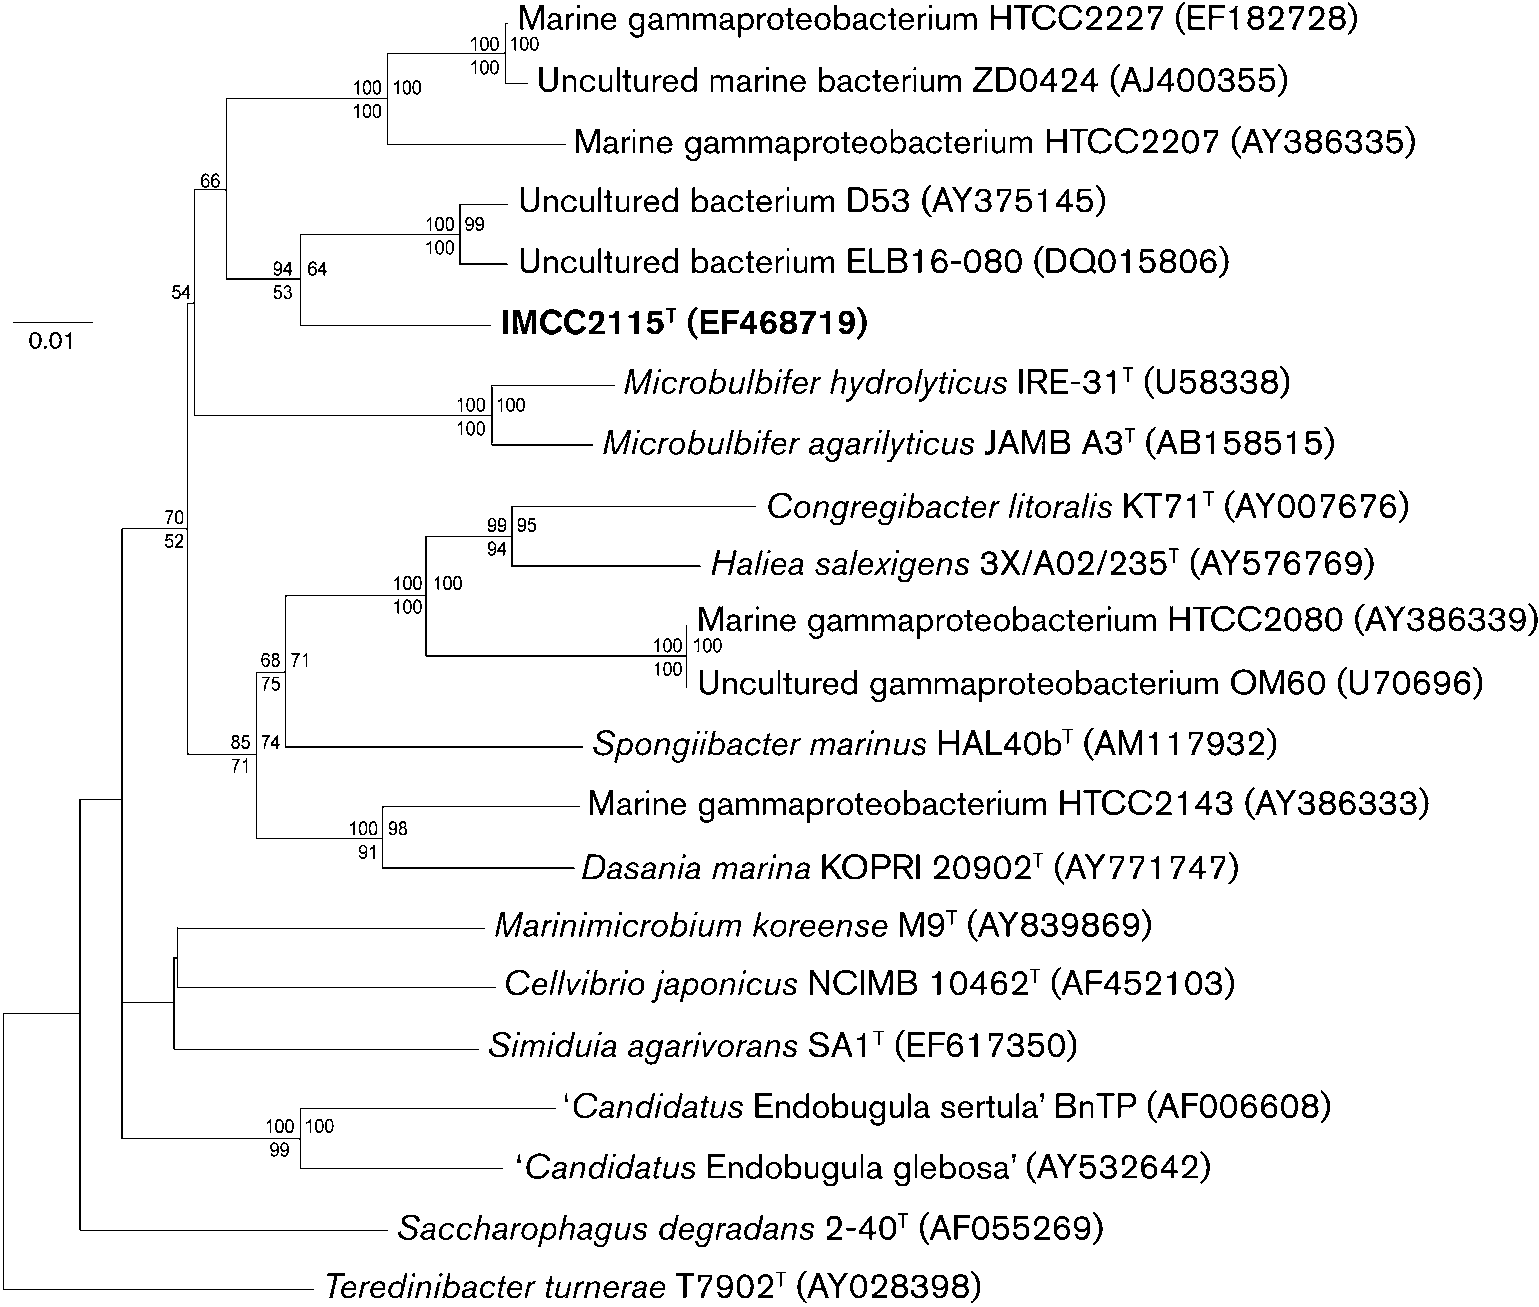 Marine gammaproteobacterium HTCC2227 (EF182728)
100 100
100
Uncultured marine bacterium ZD0424 (AJ400355)
100 100
100
Marine gammaproteobacterium HTCC2207 (AY386335)
66
Uncultured bacterium D53 (AY375145)
100 99
100
Uncultured bacterium ELB16-080 (DQ015806)
94 64
53
54
IMCC2115ᵀ (EF468719)
0.01
Microbulbifer hydrolyticus IRE-31ᵀ (U58338)
100 100
100
Microbulbifer agarilyticus JAMB A3ᵀ (AB158515)
Congregibacter litoralis KT71ᵀ (AY007676)
70
52
99 95
94
Haliea salexigens 3X/A02/235ᵀ (AY576769)
100 100
100
Marine gammaproteobacterium HTCC2080 (AY386339)
100 100
100
68 71
75
Uncultured gammaproteobacterium OM60 (U70696)
85 74
71
Spongiibacter marinus HAL40bᵀ (AM117932)
Marine gammaproteobacterium HTCC2143 (AY386333)
100 98
91
Dasania marina KOPRI 20902ᵀ (AY771747)
Marinimicrobium koreense M9ᵀ (AY839869)
Cellvibrio japonicus NCIMB 10462ᵀ (AF452103)
Simiduia agarivorans SA1ᵀ (EF617350)
‘Candidatus Endobugula sertula’ BnTP (AF006608)
100 100
99
‘Candidatus Endobugula glebosa’ (AY532642)
Saccharophagus degradans 2-40ᵀ (AF055269)
Teredinibacter turnerae T7902ᵀ (AY028398)